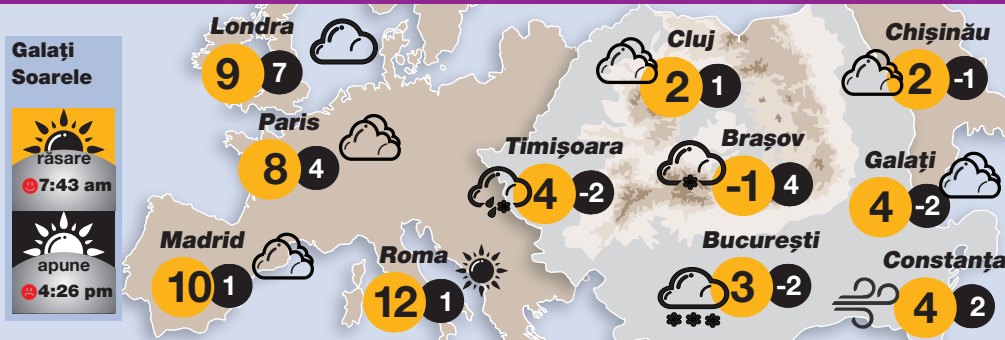 Galați
Soarele
răsare
7:43 am
apune
4:26 pm
Londra
9 7
Paris
8 4
Madrid
10 1
Roma
12 1
Timișoara
4 -2
Cluj
2 1
Brașov
-1 4
București
3 -2
Chișinău
2 -1
Galați
4 -2
Constanța
4 2